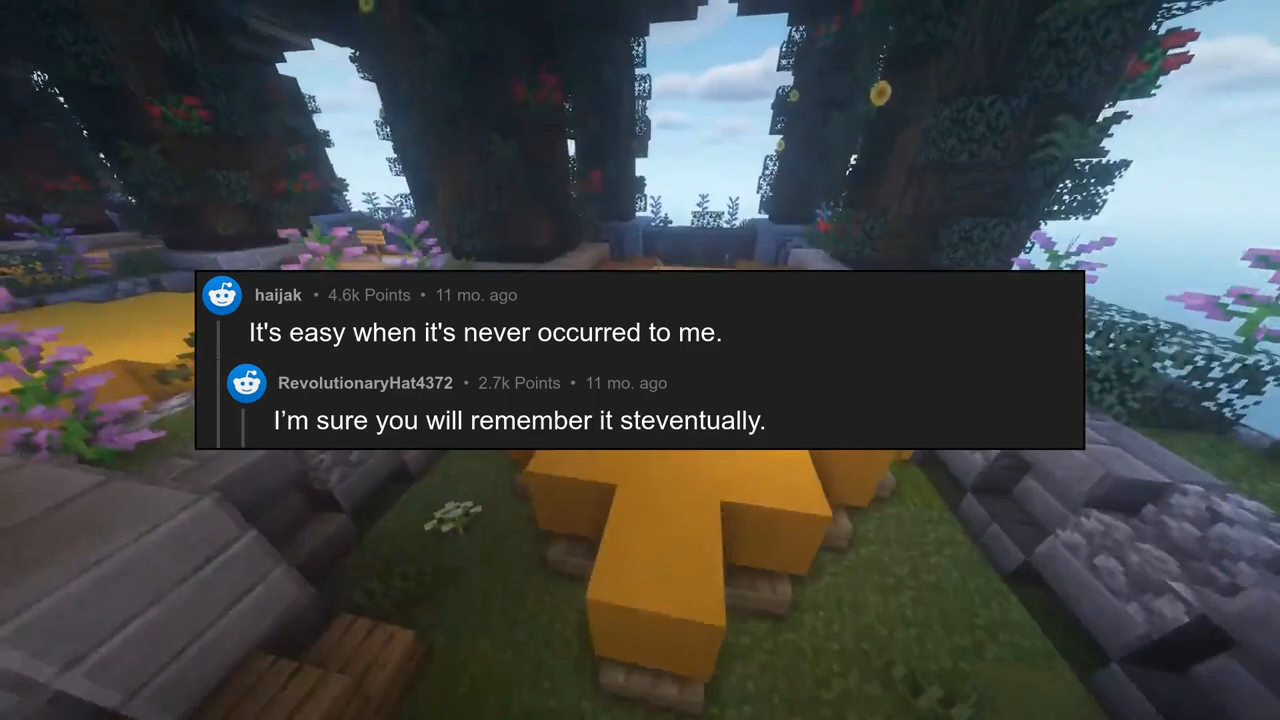 haijak • 4.6k Points • 11 mo. ago
It's easy when it's never occurred to me.
RevolutionaryHat4372 • 2.7k Points • 11 mo. ago
I’m sure you will remember it steventually.